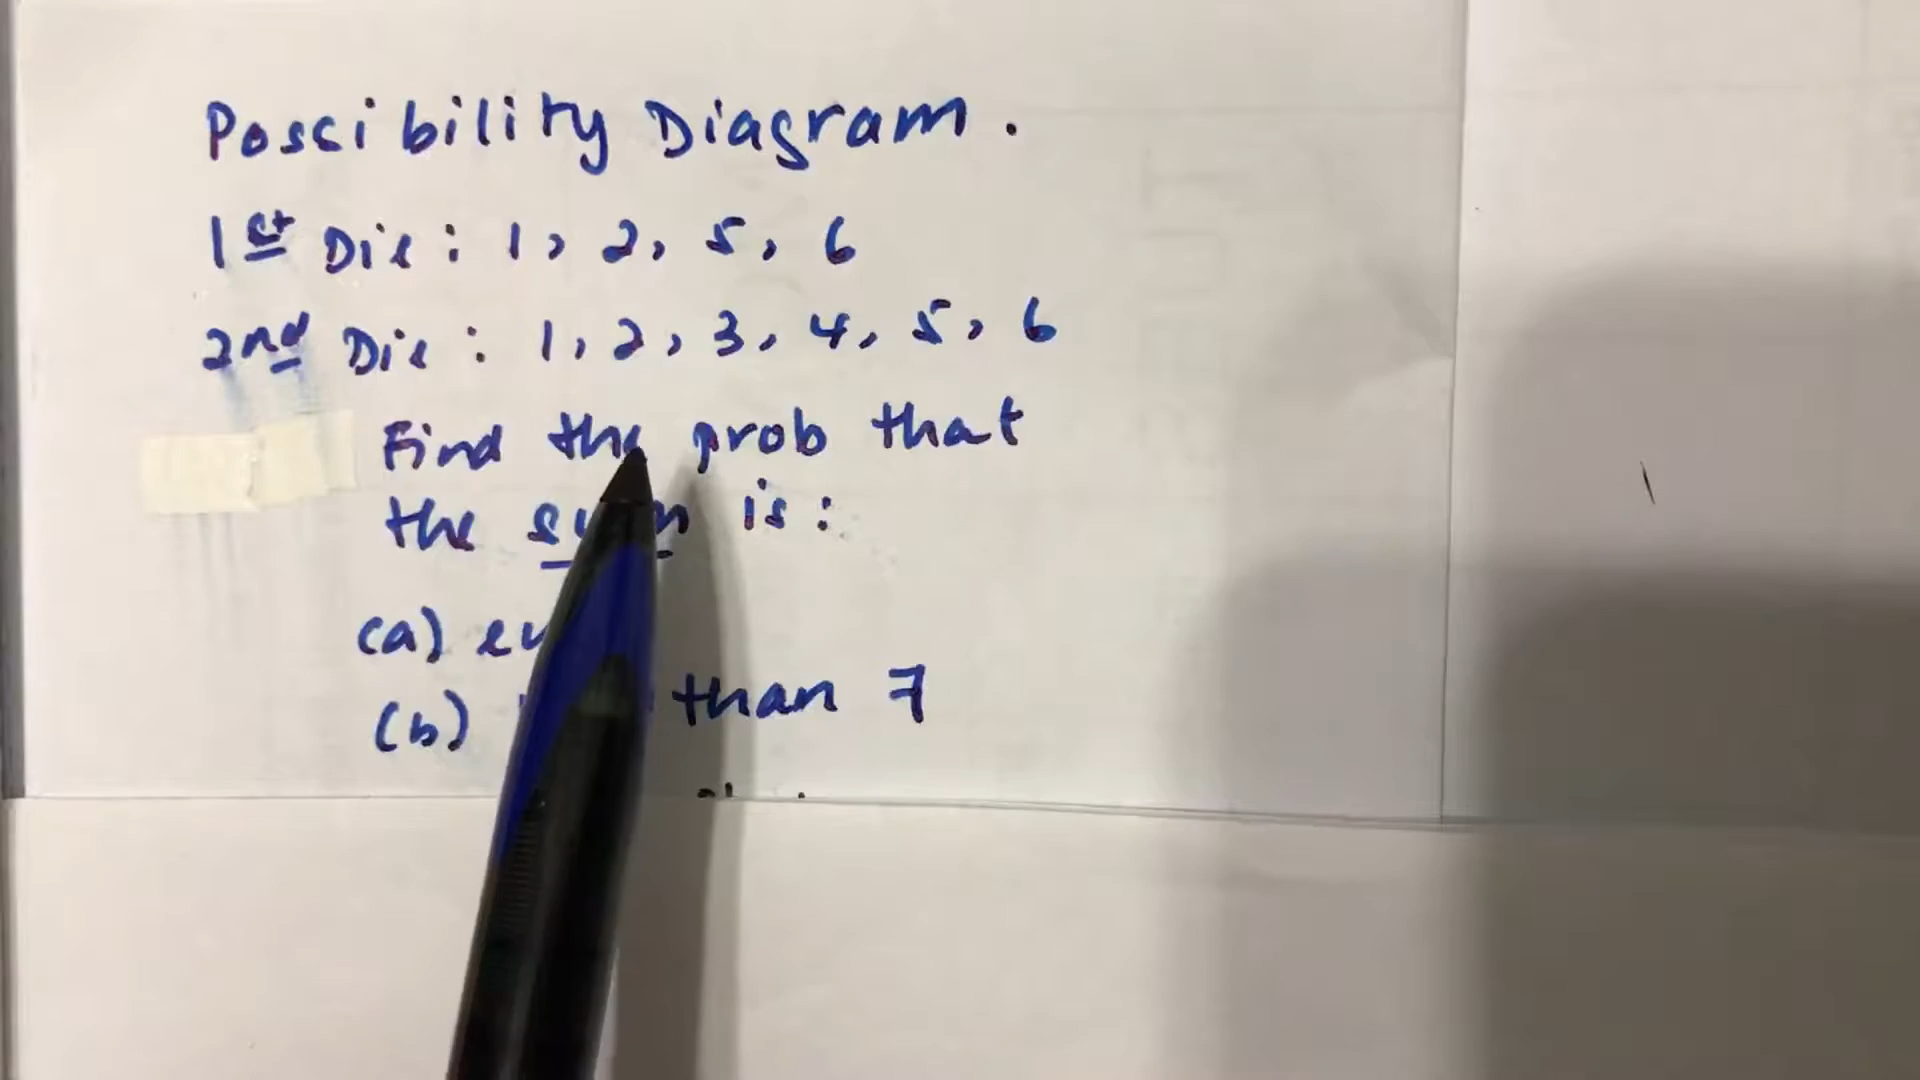 Possibility Diagram.
1st Die: 1, 2, 5, 6
2nd Die: 1, 2, 3, 4, 5, 6
Find the prob that
the sum is:
(a)
(b) than 7